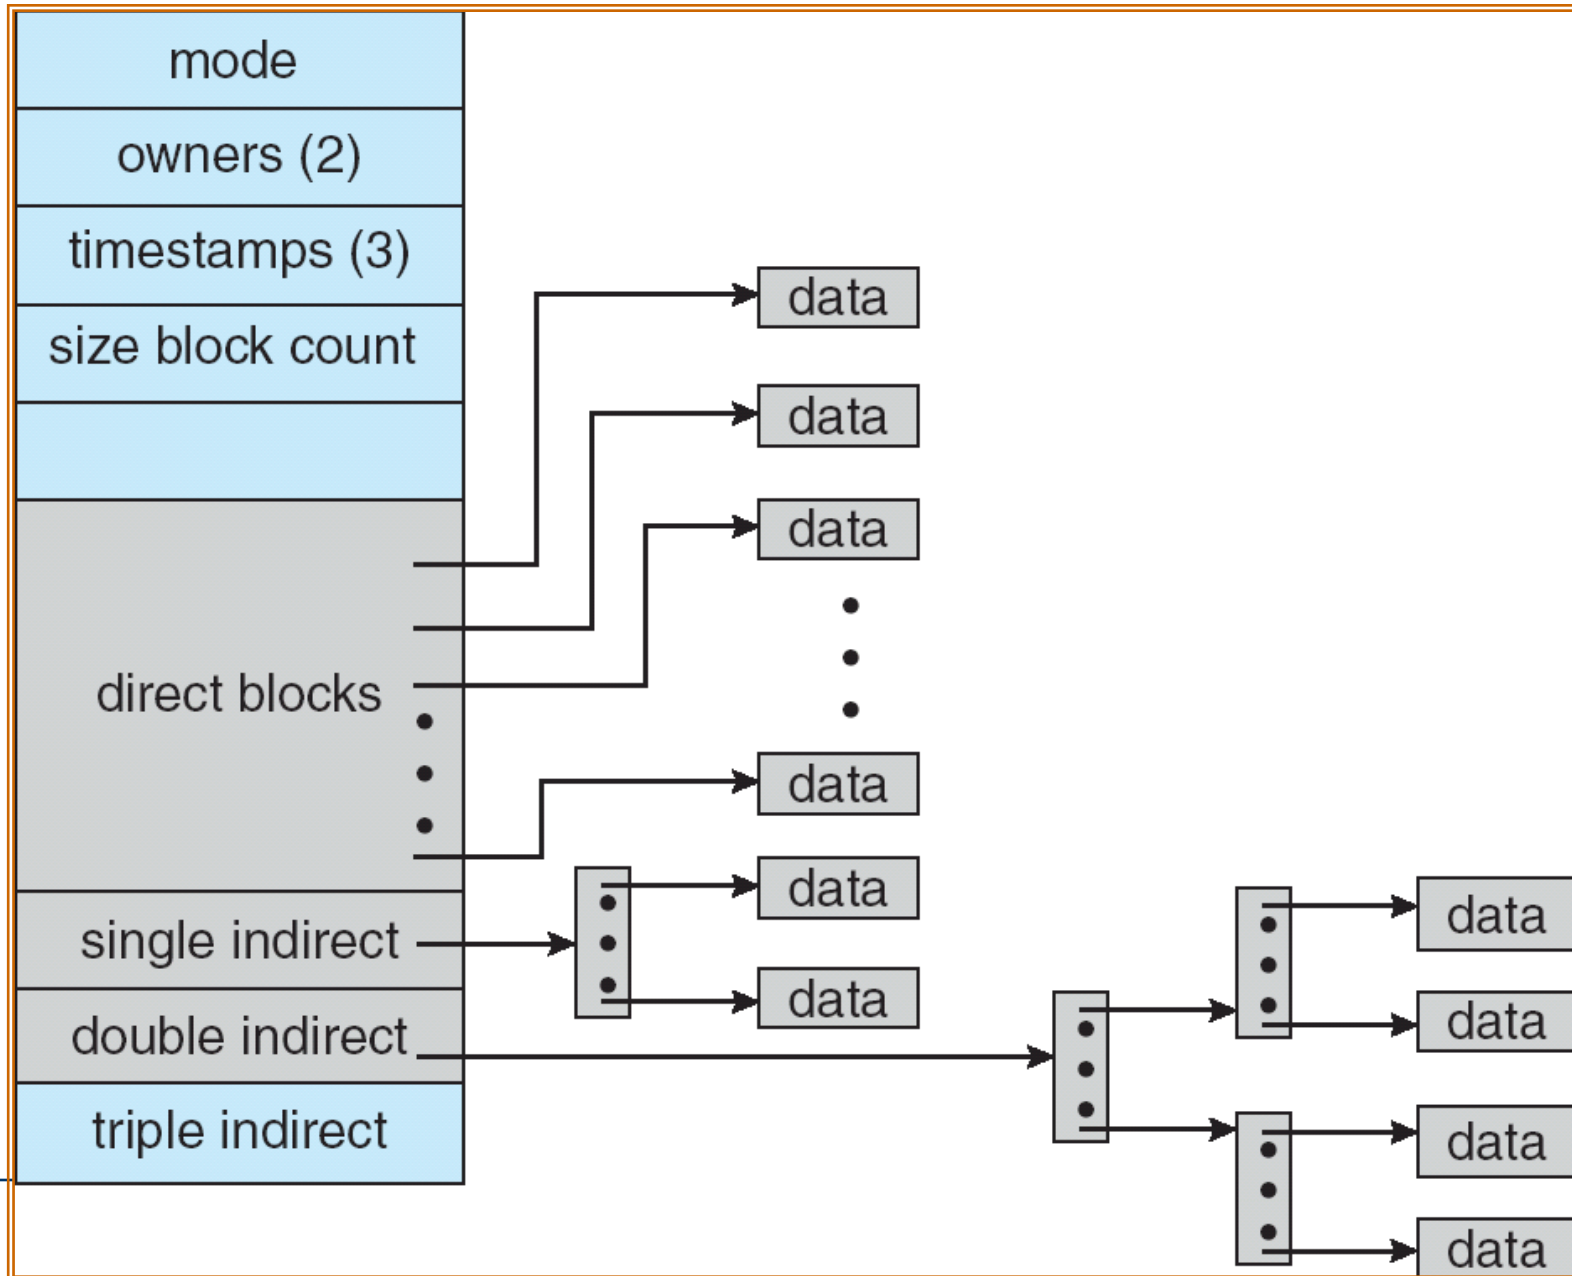 mode
owners (2)
timestamps (3)
size block count
direct blocks
single indirect
double indirect
triple indirect
data
data
data
data
data
data
data
data
data
data